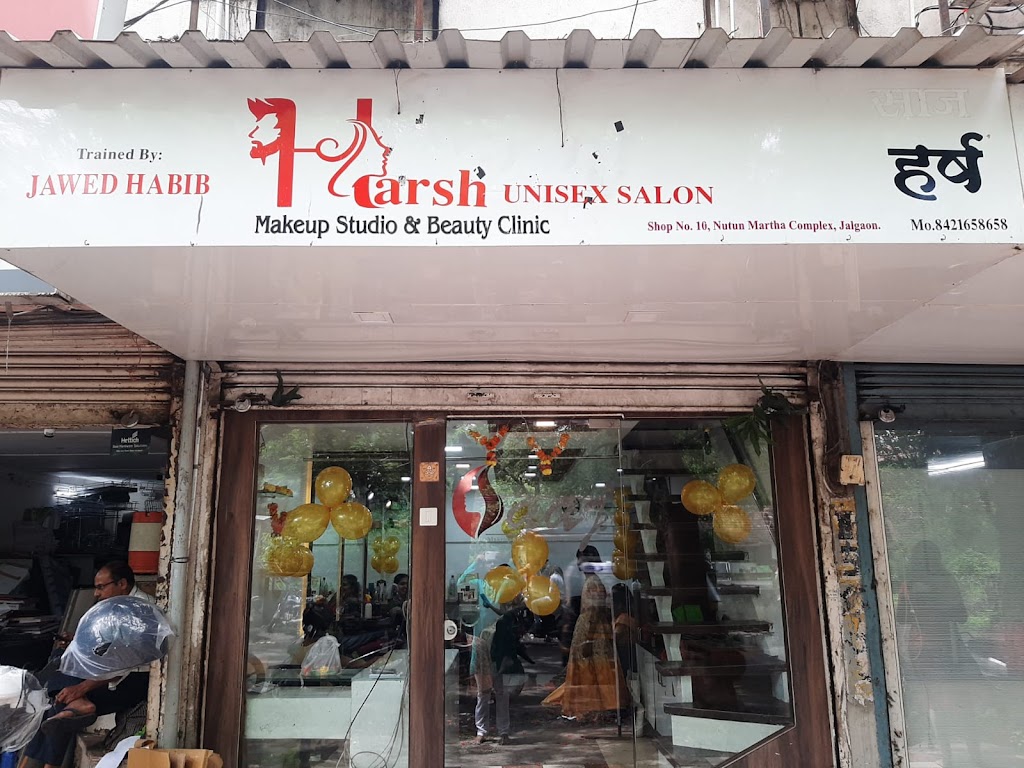 Trained By:
JAWED HABIB
Harsh UNISEX SALON
Makeup Studio & Beauty Clinic
Shop No. 10, Nutun Martha Complex, Jalgaon.
हर्ष
Mo.8421658658
Hettich